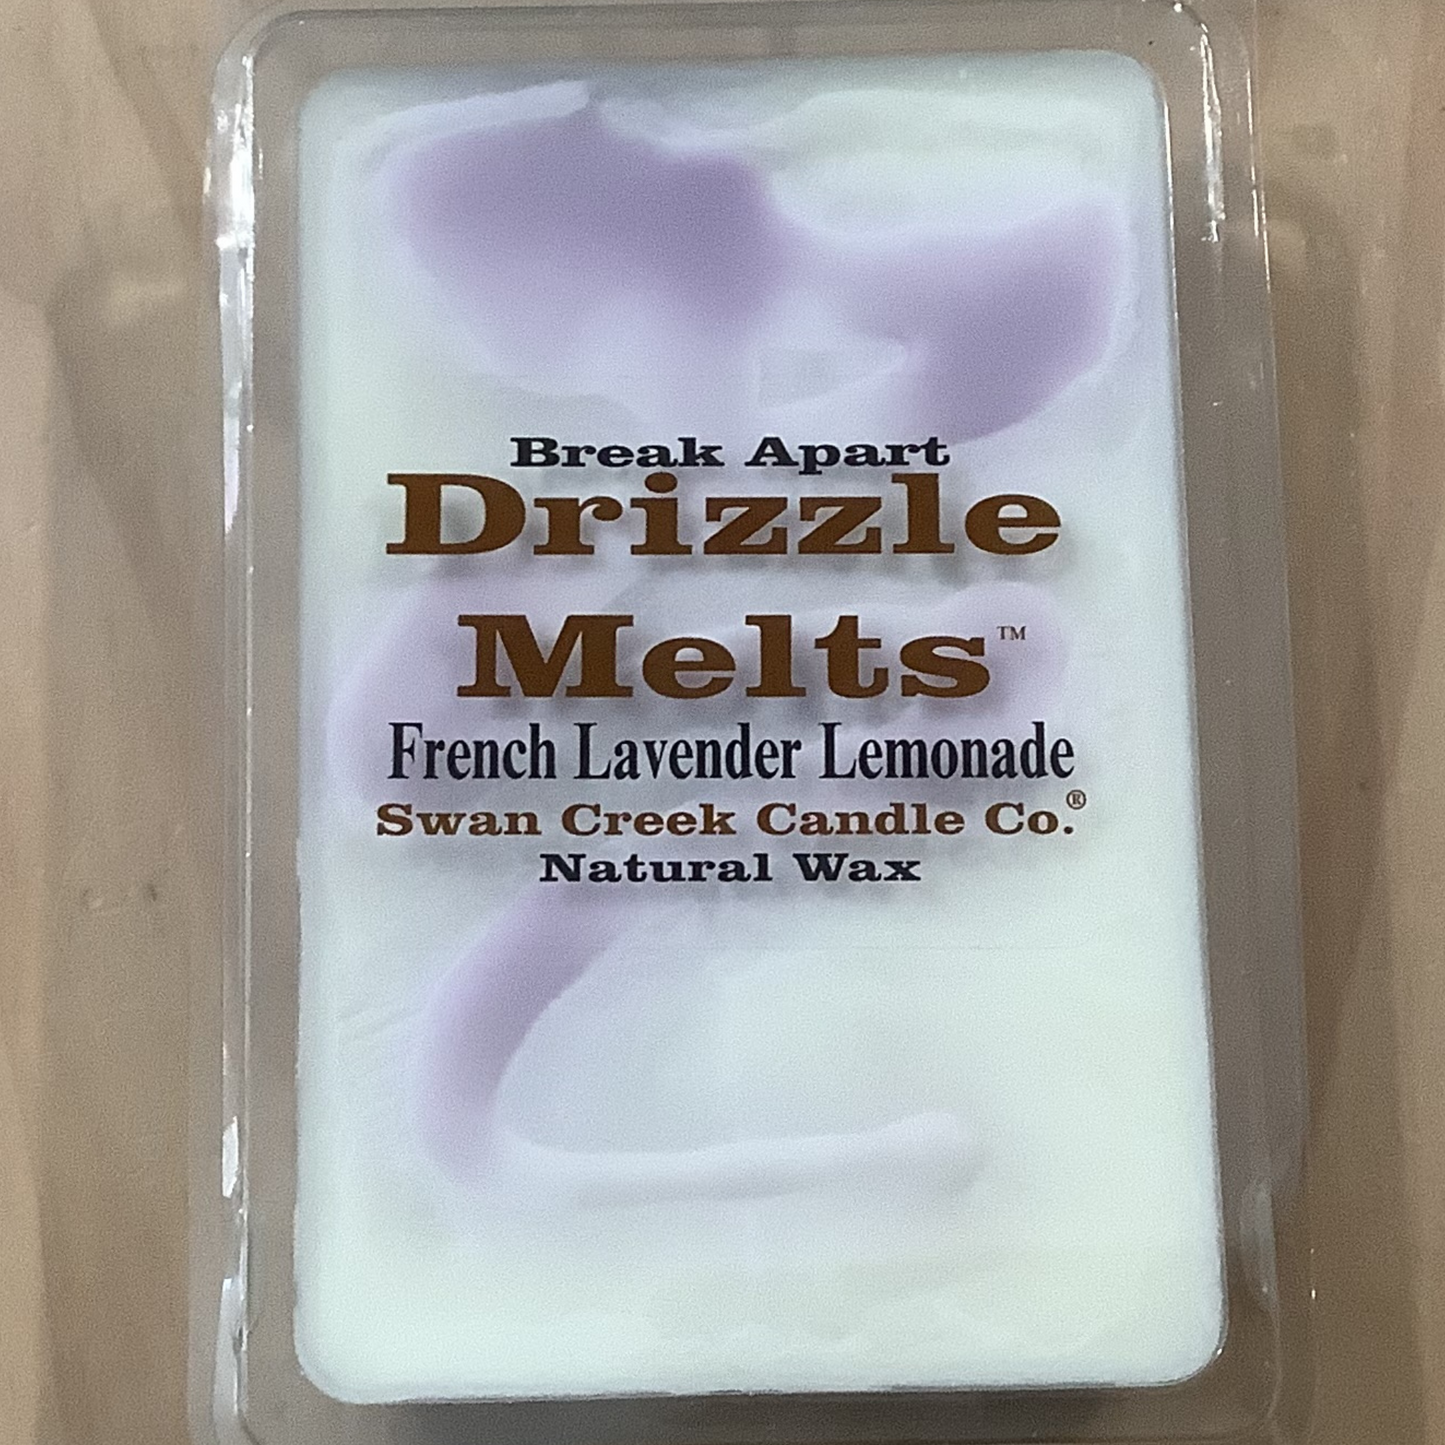 Break Apart
Drizzle
Melts™
French Lavender Lemonade
Swan Creek Candle Co.®
Natural Wax